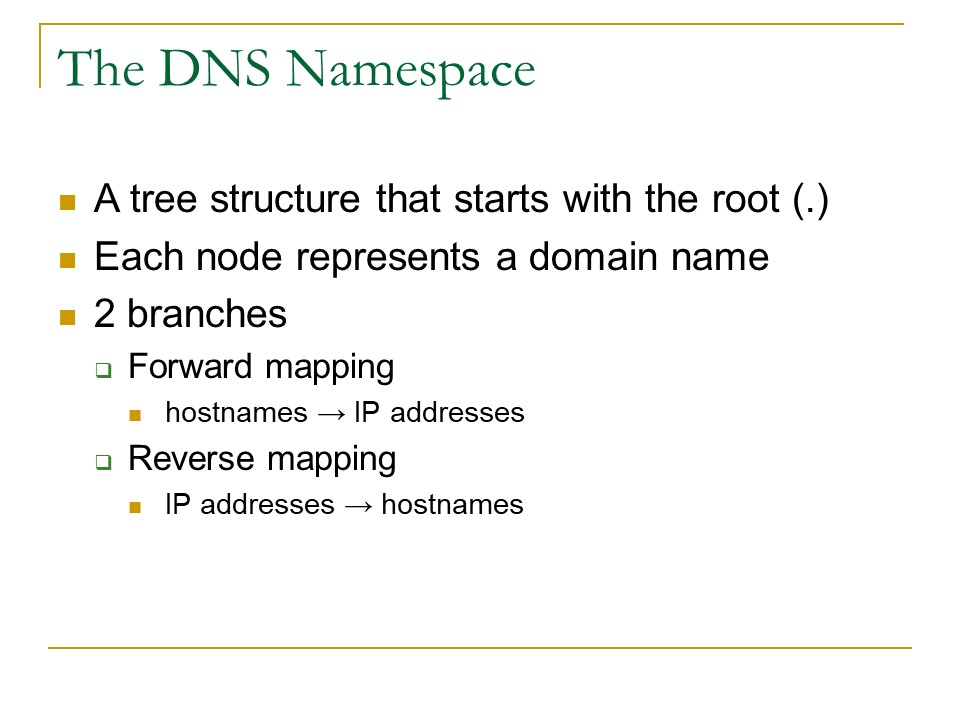 The DNS Namespace
A tree structure that starts with the root (.)
Each node represents a domain name
2 branches
Forward mapping
hostnames → IP addresses
Reverse mapping
IP addresses → hostnames